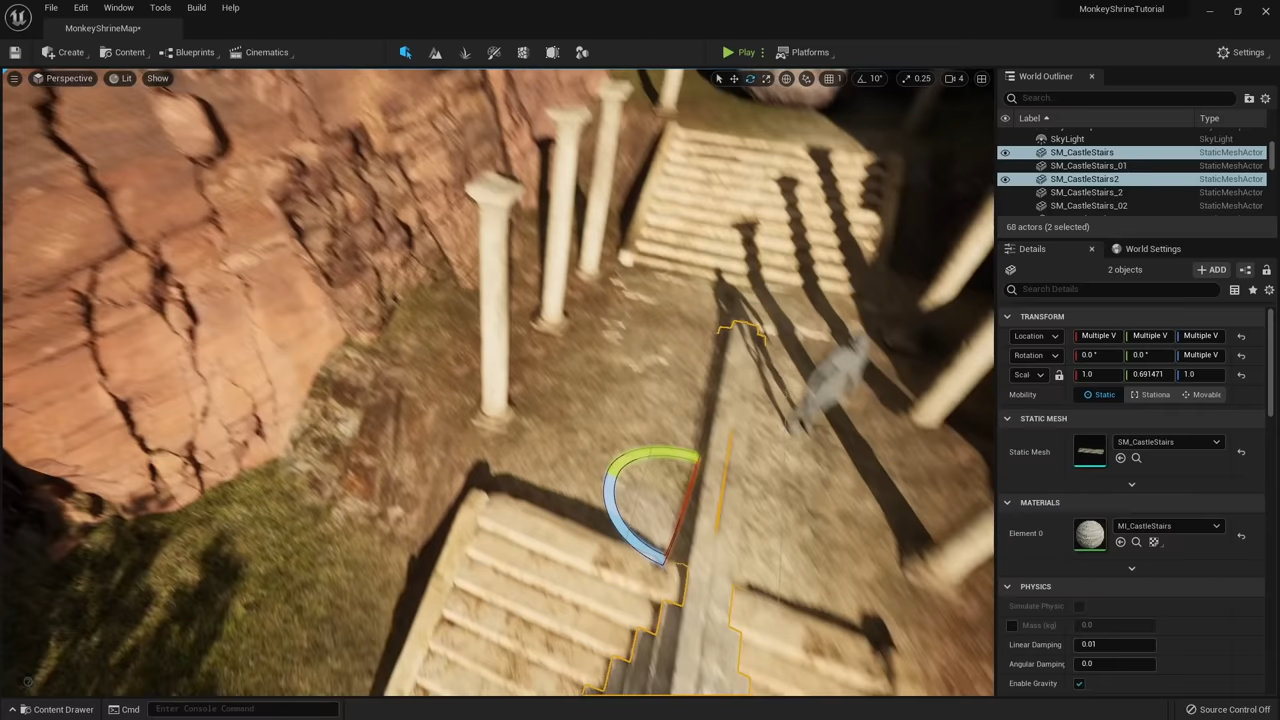 File Edit Window Tools Build Help
MonkeyShrineTutorial
MonkeyShrineMap*
Create Content Blueprints Cinematics Play Platforms Settings
Perspective Lit Show 1 10° 0.25 4
World Outliner
Search...
Label Type
SkyLight SkyLight
SM_CastleStairs StaticMeshActor
SM_CastleStairs_01 StaticMeshActor
SM_CastleStairs2 StaticMeshActor
SM_CastleStairs_2 StaticMeshActor
SM_CastleStairs_02 StaticMeshActor
68 actors (2 selected)
Details World Settings
2 objects + ADD
Search Details
TRANSFORM
Location Multiple V Multiple V Multiple V
Rotation 0.0 ° 0.0 ° Multiple V
Scal 1.0 0.691471 1.0
Mobility Static Stationa Movable
STATIC MESH
Static Mesh SM_CastleStairs
MATERIALS
Element 0 MI_CastleStairs
PHYSICS
Simulate Physic
Mass (kg) 0.0
Linear Damping 0.01
Angular Damping 0.0
Enable Gravity
Content Drawer Cmd Enter Console Command Source Control Off